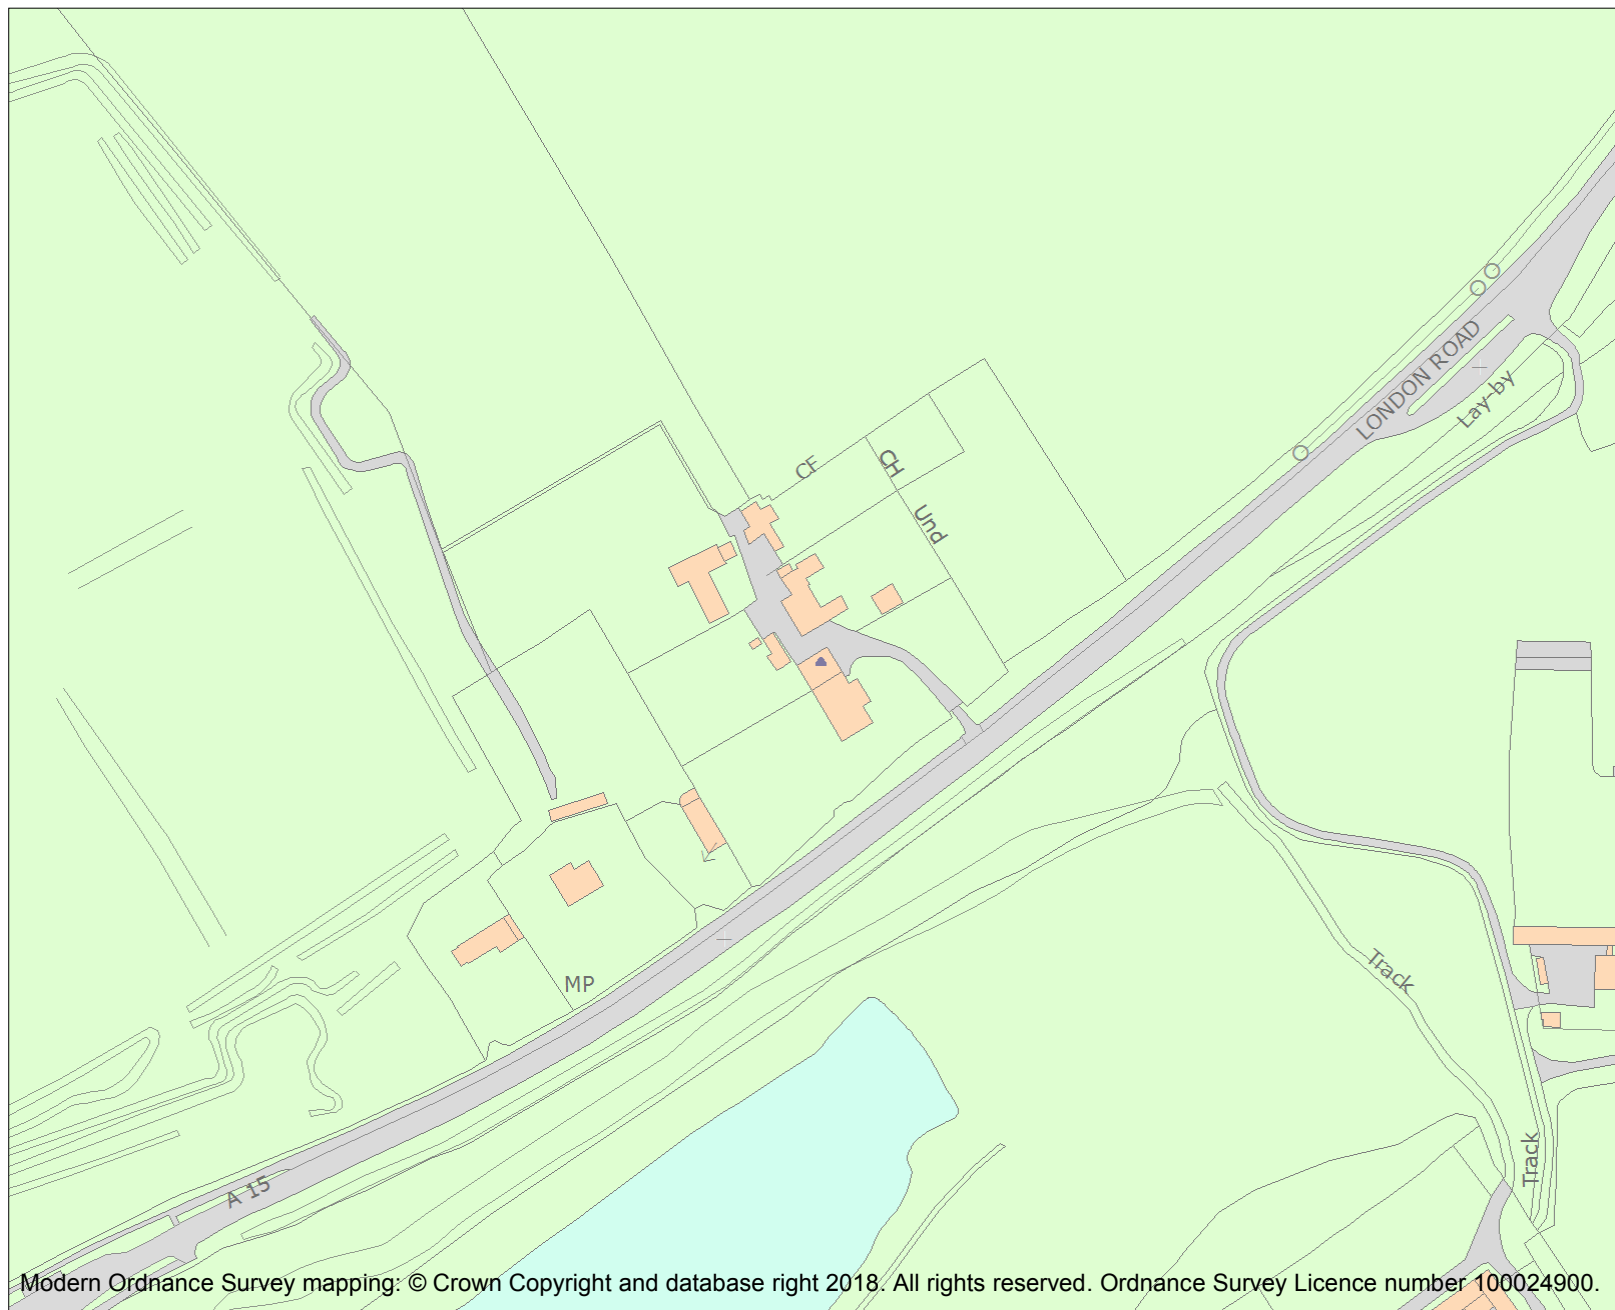 LONDON ROAD
Lay-by
CF
CH
Und
Track
MP
Track
A 15
Modern Ordnance Survey mapping: © Crown Copyright and database right 2018. All rights reserved. Ordnance Survey Licence number 100024900.